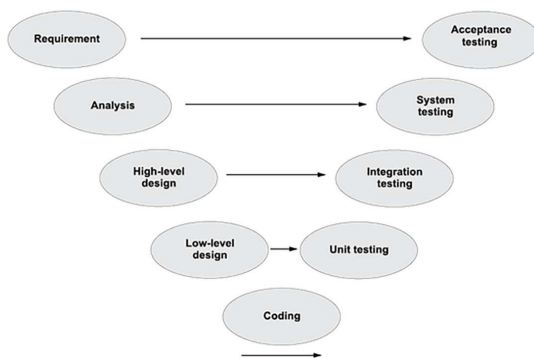 Requirement
Acceptance
testing
Analysis
System
testing
High-level
design
Integration
testing
Low-level
design
Unit testing
Coding